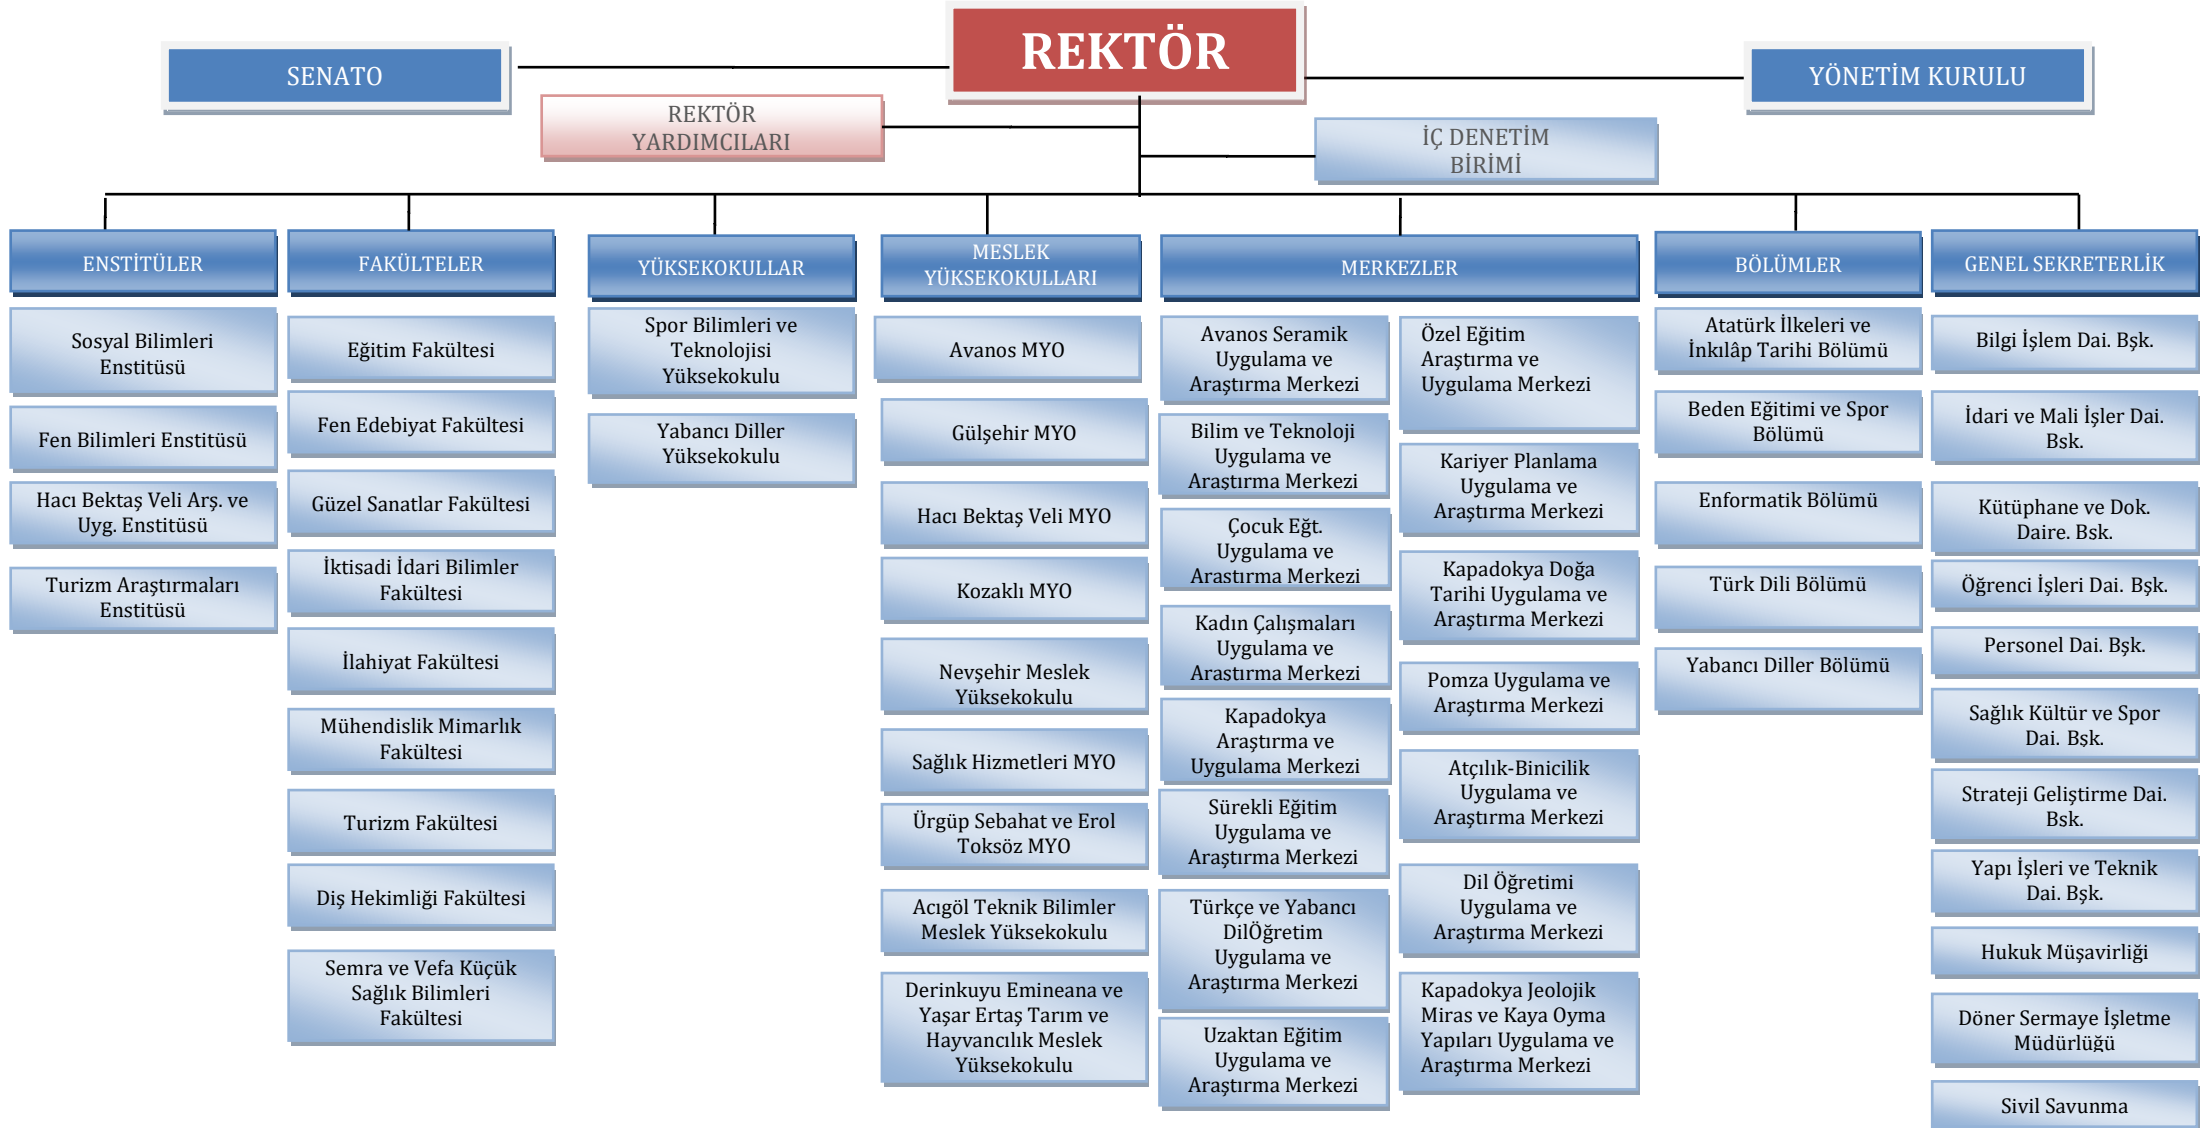 REKTÖR
SENATO
YÖNETİM KURULU
REKTÖR
YARDIMCILARI
İÇ DENETİM
BİRİMİ
ENSTİTÜLER
Sosyal Bilimleri
Enstitüsü
Fen Bilimleri Enstitüsü
Hacı Bektaş Veli Arş. ve
Uyg. Enstitüsü
Turizm Araştırmaları
Enstitüsü
FAKÜLTELER
Eğitim Fakültesi
Fen Edebiyat Fakültesi
Güzel Sanatlar Fakültesi
İktisadi İdari Bilimler
Fakültesi
İlahiyat Fakültesi
Mühendislik Mimarlık
Fakültesi
Turizm Fakültesi
Diş Hekimliği Fakültesi
Semra ve Vefa Küçük
Sağlık Bilimleri
Fakültesi
YÜKSEKOKULLAR
Spor Bilimleri ve
Teknolojisi
Yüksekokulu
Yabancı Diller
Yüksekokulu
MESLEK
YÜKSEKOKULLARI
Avanos MYO
Gülşehir MYO
Hacı Bektaş Veli MYO
Kozaklı MYO
Nevşehir Meslek
Yüksekokulu
Sağlık Hizmetleri MYO
Ürgüp Sebahat ve Erol
Toksöz MYO
Acıgöl Teknik Bilimler
Meslek Yüksekokulu
Derinkuyu Emineana ve
Yaşar Ertaş Tarım ve
Hayvancılık Meslek
Yüksekokulu
MERKEZLER
Avanos Seramik
Uygulama ve
Araştırma Merkezi
Bilim ve Teknoloji
Uygulama ve
Araştırma Merkezi
Çocuk Eğt.
Uygulama ve
Araştırma Merkezi
Kadın Çalışmaları
Uygulama ve
Araştırma Merkezi
Kapadokya
Araştırma ve
Uygulama Merkezi
Sürekli Eğitim
Uygulama ve
Araştırma Merkezi
Türkçe ve Yabancı
DilÖğretim
Uygulama ve
Araştırma Merkezi
Uzaktan Eğitim
Uygulama ve
Araştırma Merkezi
Özel Eğitim
Araştırma ve
Uygulama Merkezi
Kariyer Planlama
Uygulama ve
Araştırma Merkezi
Kapadokya Doğa
Tarihi Uygulama ve
Araştırma Merkezi
Pomza Uygulama ve
Araştırma Merkezi
Atçılık-Binicilik
Uygulama ve
Araştırma Merkezi
Dil Öğretimi
Uygulama ve
Araştırma Merkezi
Kapadokya Jeolojik
Miras ve Kaya Oyma
Yapıları Uygulama ve
Araştırma Merkezi
BÖLÜMLER
Atatürk İlkeleri ve
İnkılâp Tarihi Bölümü
Beden Eğitimi ve Spor
Bölümü
Enformatik Bölümü
Türk Dili Bölümü
Yabancı Diller Bölümü
GENEL SEKRETERLİK
Bilgi İşlem Dai. Bşk.
İdari ve Mali İşler Dai.
Bsk.
Kütüphane ve Dok.
Daire. Bsk.
Öğrenci İşleri Dai. Bşk.
Personel Dai. Bşk.
Sağlık Kültür ve Spor
Dai. Bşk.
Strateji Geliştirme Dai.
Bsk.
Yapı İşleri ve Teknik
Dai. Bşk.
Hukuk Müşavirliği
Döner Sermaye İşletme
Müdürlüğü
Sivil Savunma